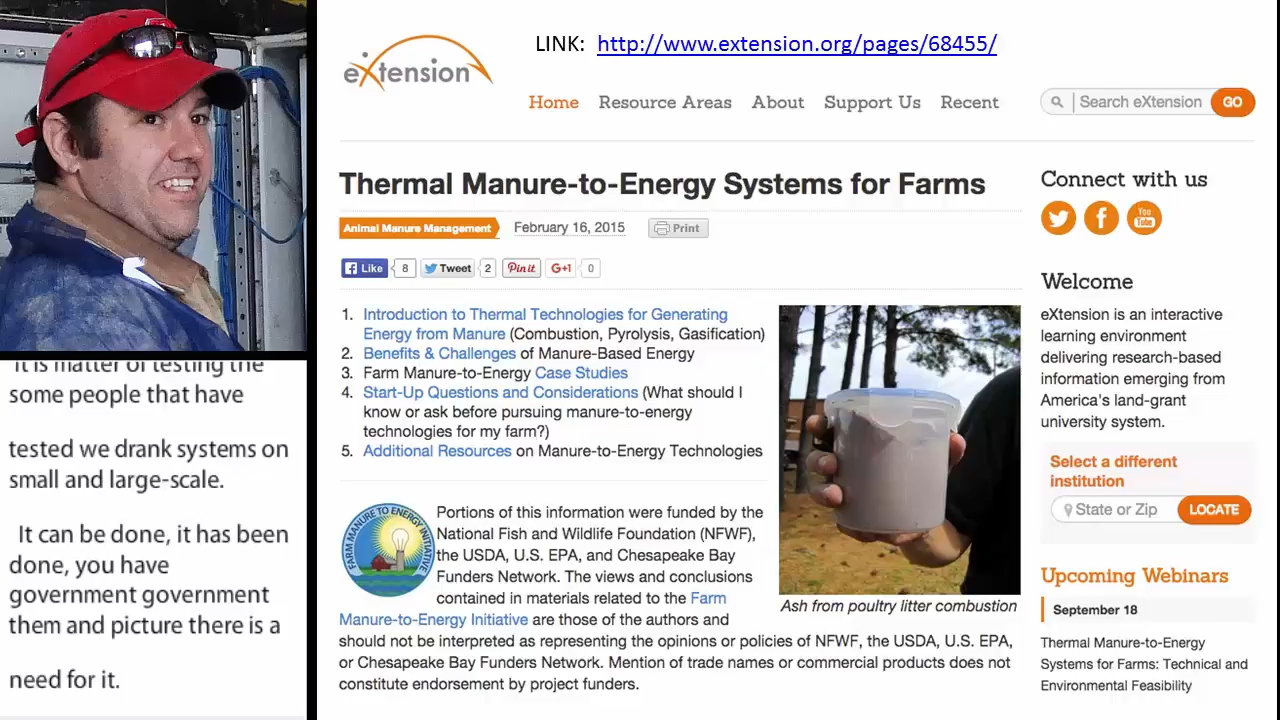 LINK: http://www.extension.org/pages/68455/
eXtension
Home Resource Areas About Support Us Recent
Search eXtension GO
Thermal Manure-to-Energy Systems for Farms
Animal Manure Management February 16, 2015 Print
Like 8 Tweet 2 Pin it G+1 0
1. Introduction to Thermal Technologies for Generating
Energy from Manure (Combustion, Pyrolysis, Gasification)
2. Benefits & Challenges of Manure-Based Energy
3. Farm Manure-to-Energy Case Studies
4. Start-Up Questions and Considerations (What should I
know or ask before pursuing manure-to-energy
technologies for my farm?)
5. Additional Resources on Manure-to-Energy Technologies
FARM MANURE TO ENERGY INITIATIVE
Portions of this information were funded by the
National Fish and Wildlife Foundation (NFWF),
the USDA, U.S. EPA, and Chesapeake Bay
Funders Network. The views and conclusions
contained in materials related to the Farm
Manure-to-Energy Initiative are those of the authors and
should not be interpreted as representing the opinions or policies of NFWF, the USDA, U.S. EPA,
or Chesapeake Bay Funders Network. Mention of trade names or commercial products does not
constitute endorsement by project funders.
Ash from poultry litter combustion
Connect with us
You
Tube
Welcome
eXtension is an interactive
learning environment
delivering research-based
information emerging from
America's land-grant
university system.
Select a different
institution
State or Zip LOCATE
Upcoming Webinars
September 18
Thermal Manure-to-Energy
Systems for Farms: Technical and
Environmental Feasibility
It is matter of testing the
some people that have
tested we drank systems on
small and large-scale.
It can be done, it has been
done, you have
government government
them and picture there is a
need for it.